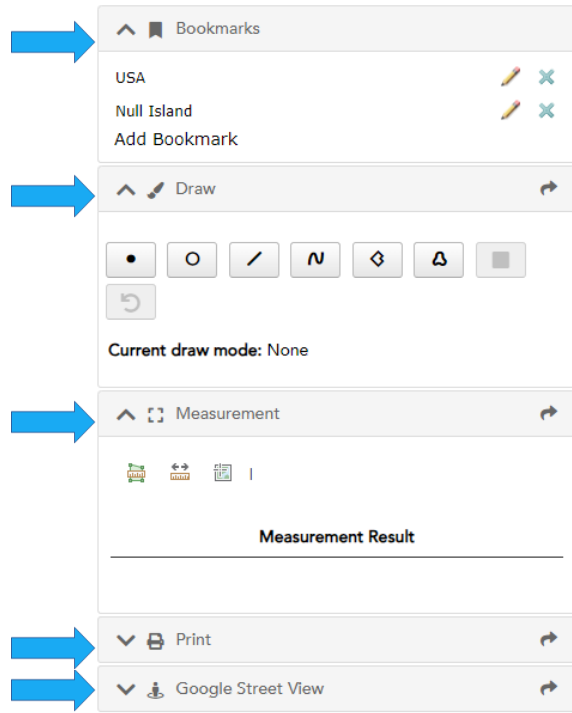 Bookmarks
USA
Null Island
Add Bookmark
Draw
Current draw mode: None
Measurement
Measurement Result
Print
Google Street View